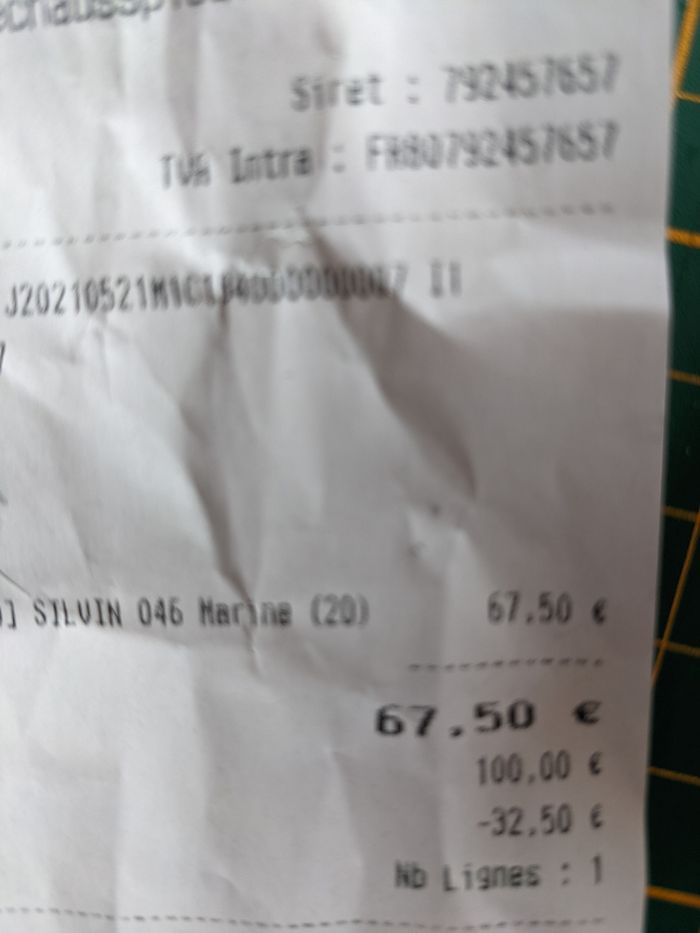 Siret : 792457657
TVA Intra : FR80792457657
SILVIN 046 Marine (20) 67,50 €
67,50 €
100,00 €
-32,50 €
Nb Lignes : 1